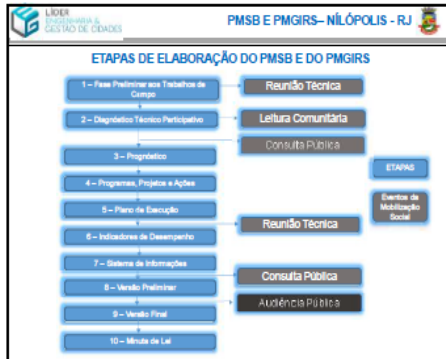 LÍDER
ENGENHARIA &
GESTÃO DE CIDADES
PMSB E PMGIRS– NÍLÓPOLIS - RJ
ETAPAS DE ELABORAÇÃO DO PMSB E DO PMGIRS
1 – Fase Preliminar aos Trabalhos de
Campo
Reunião Técnica
2 – Diagnóstico Técnico Participativo
Leitura Comunitária
Consulta Pública
3 – Prognóstico
ETAPAS
4 – Programas, Projetos e Ações
Eventos de
Mobilização
Social
5 – Plano de Execução
Reunião Técnica
6 – Indicadores de Desempenho
7 – Sistema de Informações
Consulta Pública
8 – Versão Preliminar
Audiência Pública
9 – Versão Final
10 – Minuta de Lei